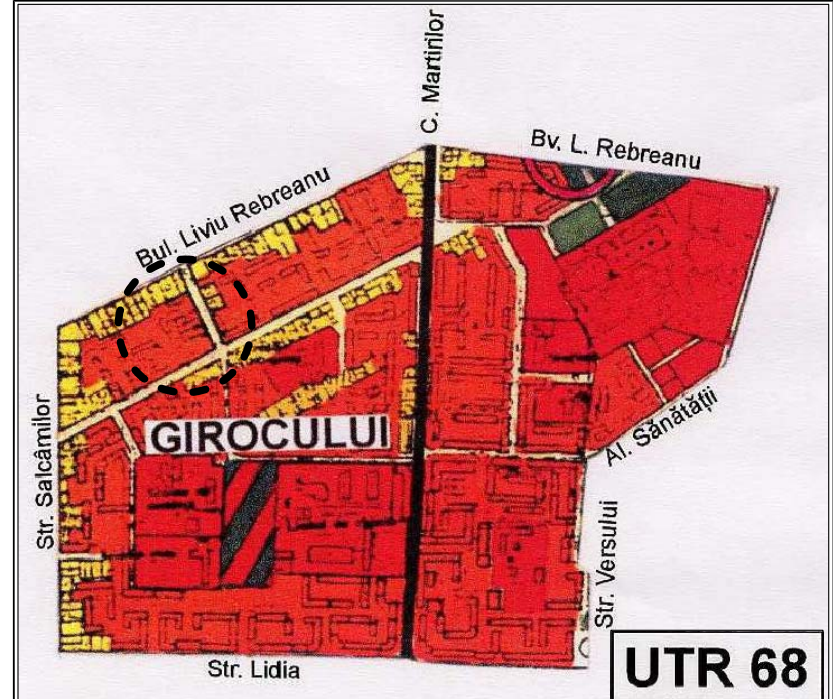 C. Martirilor
Bv. L. Rebreanu
Bul. Liviu Rebreanu
Str. Salcâmilor
GIROCULUI
Al. Sănătății
Str. Versului
Str. Lidia
UTR 68